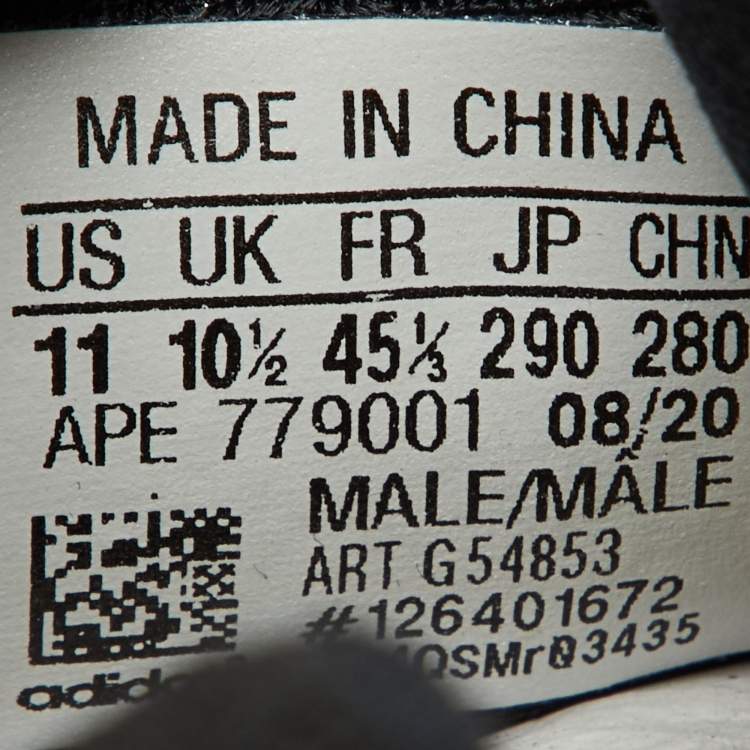 MADE IN CHINA
US UK FR JP CHN
11 10½ 45⅓ 290 280
APE 779001 08/20
MALE/MÂLE
ART G54853
#126401672
adidas